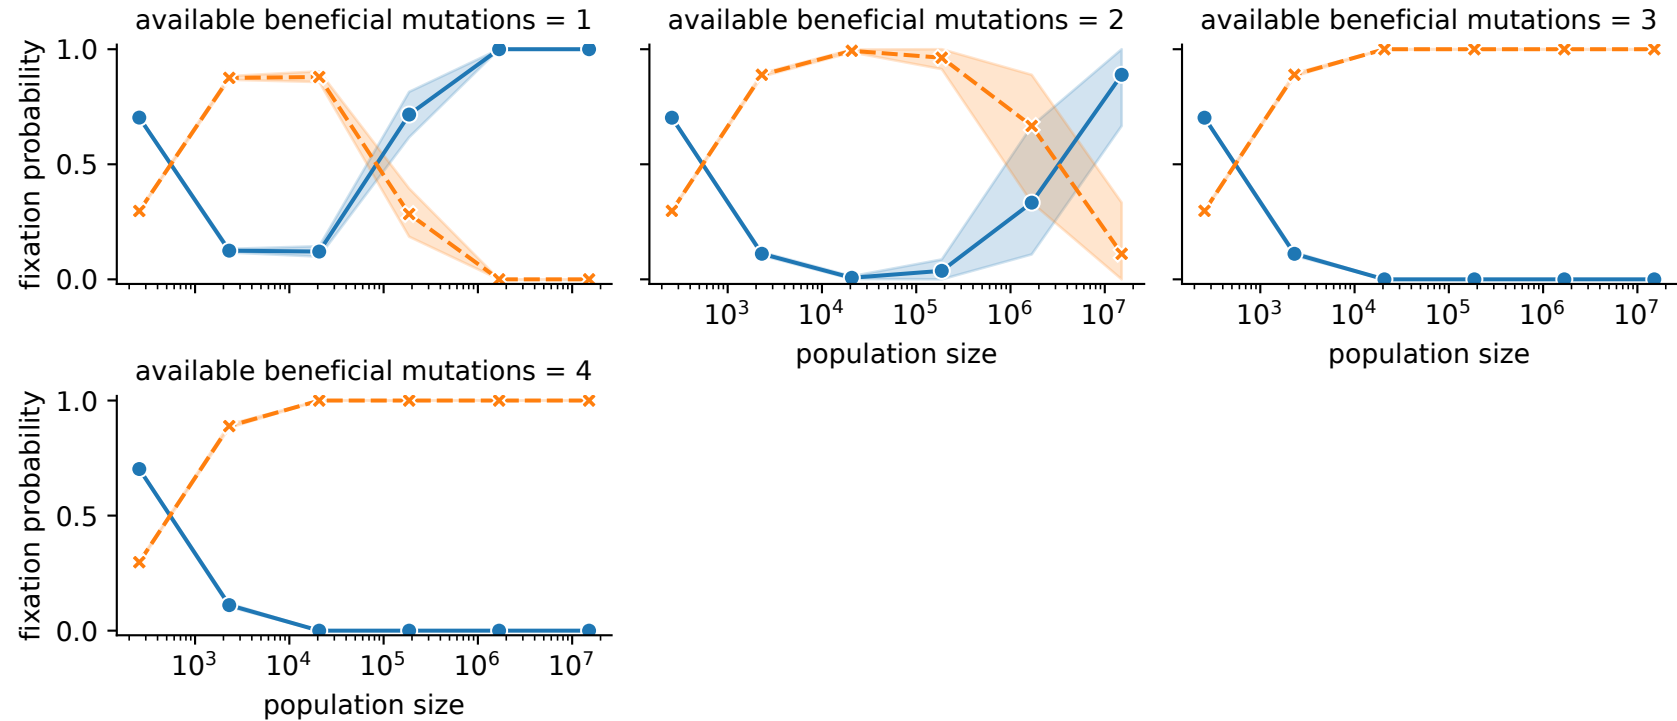 available beneficial mutations = 1
available beneficial mutations = 2
available beneficial mutations = 3
fixation probability
1.0
0.5
0.0
10³ 10⁴ 10⁵ 10⁶ 10⁷
population size
10³ 10⁴ 10⁵ 10⁶ 10⁷
population size
available beneficial mutations = 4
fixation probability
1.0
0.5
0.0
10³ 10⁴ 10⁵ 10⁶ 10⁷
population size